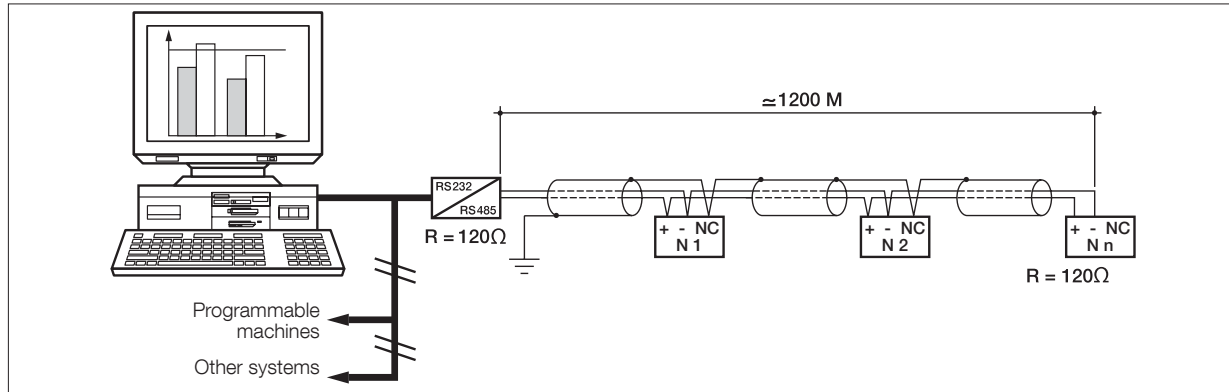 ≃1200 M
RS232
RS485
R = 120Ω
+ - NC
N 1
+ - NC
N 2
+ - NC
N n
R = 120Ω
Programmable
machines
Other systems